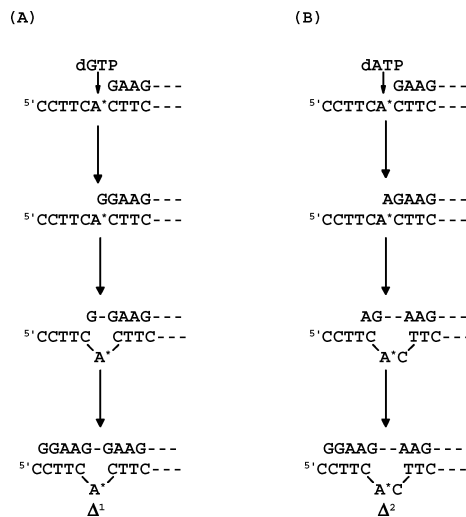 (A)
dGTP
GAAG---
5'CCTTCA*CTTC---
GGAAG---
5'CCTTCA*CTTC---
G-GAAG---
5'CCTTC CTTC---
A*
GGAAG-GAAG---
5'CCTTC CTTC---
A*
Δ1
(B)
dATP
GAAG---
5'CCTTCA*CTTC---
AGAAG---
5'CCTTCA*CTTC---
AG--AAG---
5'CCTTC TTC---
A*C
GGAAG--AAG---
5'CCTTC TTC---
A*C
Δ2